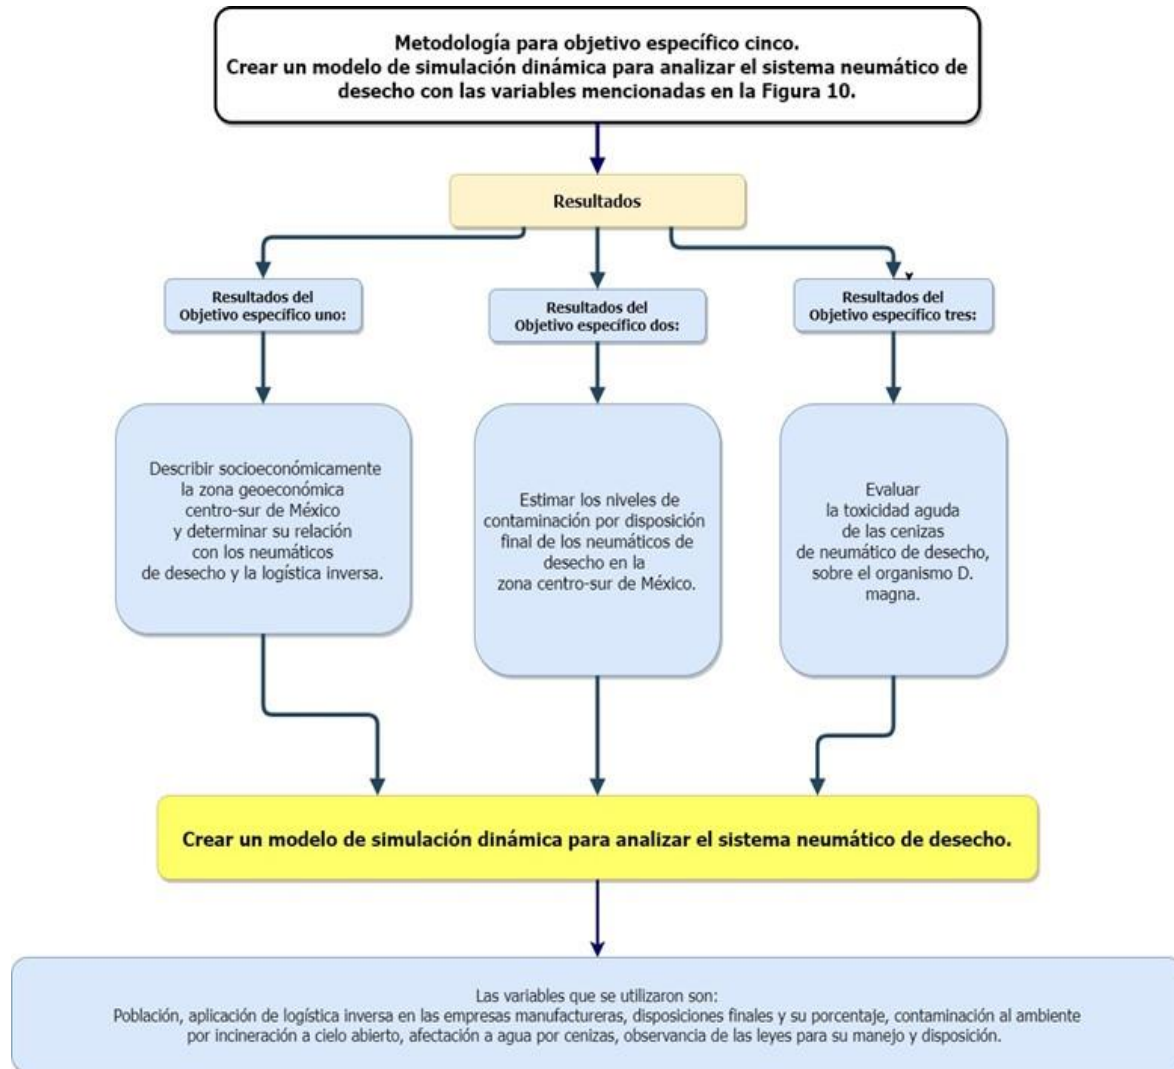 Metodología para objetivo específico cinco.
Crear un modelo de simulación dinámica para analizar el sistema neumático de
desecho con las variables mencionadas en la Figura 10.
Resultados
Resultados del
Objetivo específico uno:
Resultados del
Objetivo específico dos:
Resultados del
Objetivo específico tres:
Describir socioeconómicamente
la zona geoeconómica
centro-sur de México
y determinar su relación
con los neumáticos
de desecho y la logística inversa.
Estimar los niveles de
contaminación por disposición
final de los neumáticos de
desecho en la
zona centro-sur de México.
Evaluar
la toxicidad aguda
de las cenizas
de neumático de desecho,
sobre el organismo D.
magna.
Crear un modelo de simulación dinámica para analizar el sistema neumático de desecho.
Las variables que se utilizaron son:
Población, aplicación de logística inversa en las empresas manufactureras, disposiciones finales y su porcentaje, contaminación al ambiente
por incineración a cielo abierto, afectación a agua por cenizas, observancia de las leyes para su manejo y disposición.